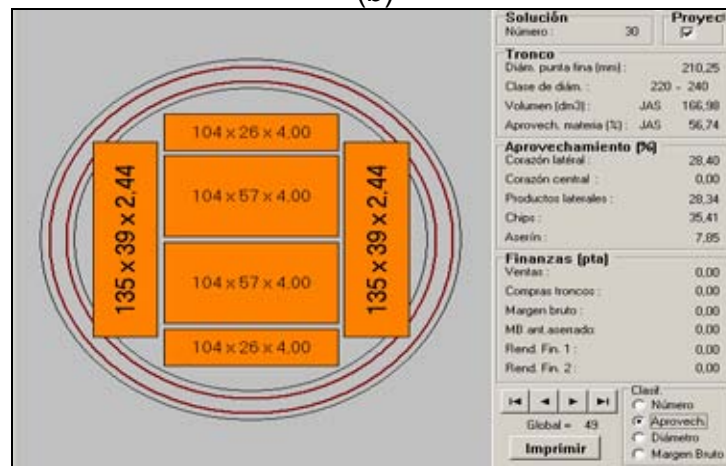 (b)
104 x 26 x 4.00
135 x 39 x 2.44
104 x 57 x 4.00
104 x 57 x 4.00
135 x 39 x 2.44
104 x 26 x 4.00
Solución
Número : 30
Proyec
Tronco
Diám. punta fina (mm) : 210,25
Clase de diám. : 220 - 240
Volumen (dm3) : JAS 166,98
Aprovech. materia (%) : JAS 56,74
Aprovechamiento (%)
Corazón latéral : 28,40
Corazón central : 0,00
Productos laterales : 28,34
Chips : 35,41
Aserín : 7,85
Finanzas (pta)
Ventas : 0,00
Compras troncos : 0,00
Margen bruto : 0,00
MB ant.aserrado: 0,00
Rend. Fin. 1 : 0,00
Rend. Fin. 2 : 0,00
Global = 49
Imprimir
Clasif.
Número
Aprovech.
Diámetro
Margen Bruto